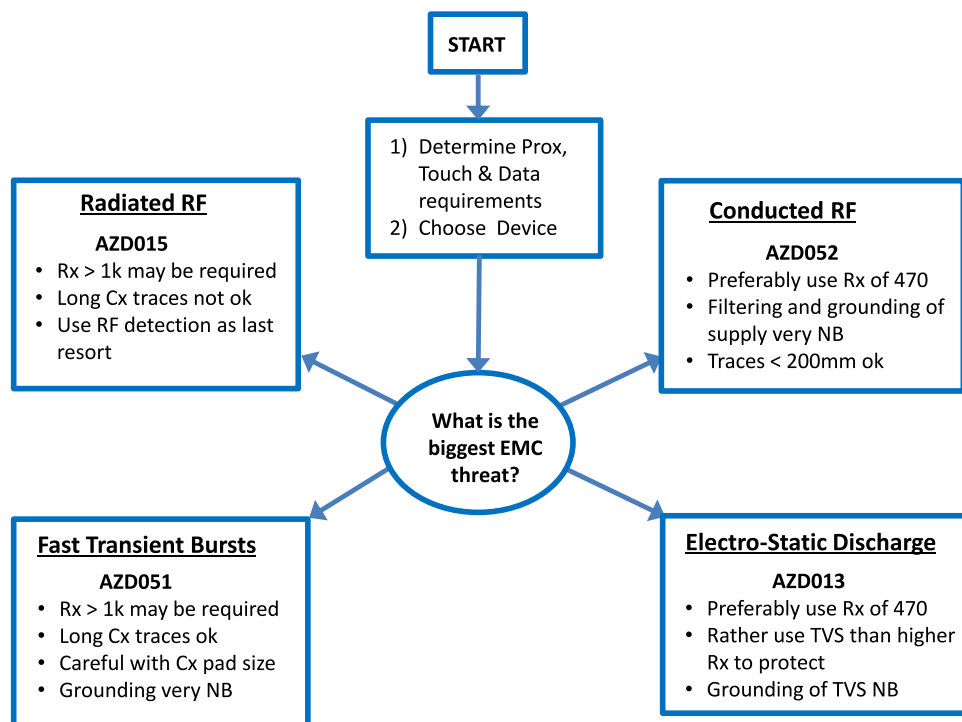 START
1) Determine Prox,
Touch & Data
requirements
2) Choose Device
Radiated RF
AZD015
• Rx > 1k may be required
• Long Cx traces not ok
• Use RF detection as last
resort
Conducted RF
AZD052
• Preferably use Rx of 470
• Filtering and grounding of
supply very NB
• Traces < 200mm ok
What is the
biggest EMC
threat?
Fast Transient Bursts
AZD051
• Rx > 1k may be required
• Long Cx traces ok
• Careful with Cx pad size
• Grounding very NB
Electro-Static Discharge
AZD013
• Preferably use Rx of 470
• Rather use TVS than higher
Rx to protect
• Grounding of TVS NB